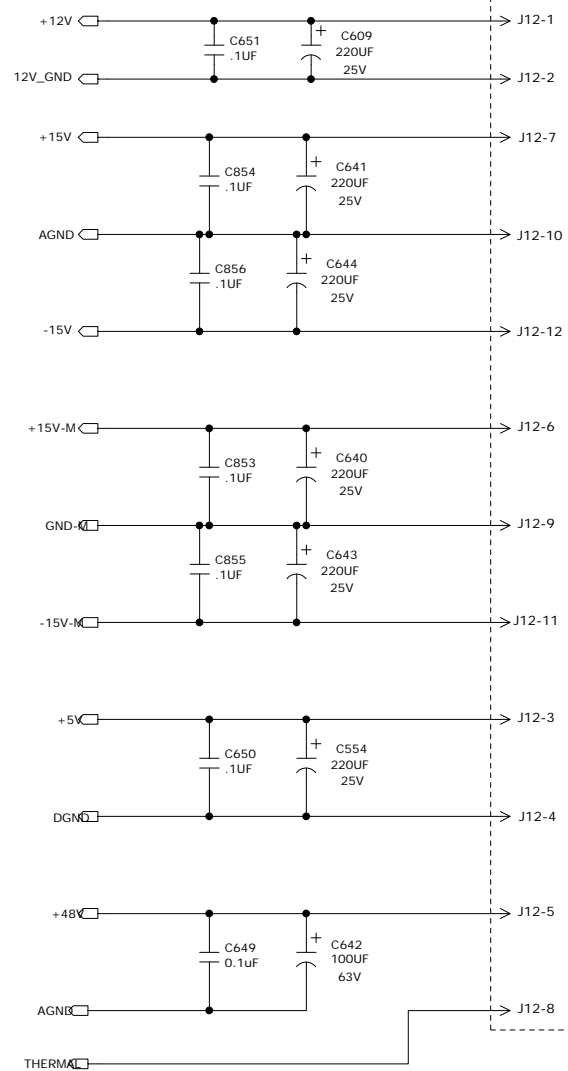 +12V
J12-1
C651
.1UF
+
C609
220UF
25V
12V_GND
J12-2
+15V
J12-7
C854
.1UF
+
C641
220UF
25V
AGND
J12-10
C856
.1UF
+
C644
220UF
25V
-15V
J12-12
+15V-M
J12-6
C853
.1UF
+
C640
220UF
25V
GND-M
J12-9
C855
.1UF
+
C643
220UF
25V
-15V-M
J12-11
+5V
J12-3
C650
.1UF
+
C554
220UF
25V
DGND
J12-4
+48V
J12-5
C649
0.1uF
+
C642
100UF
63V
AGND
J12-8
THERMAL